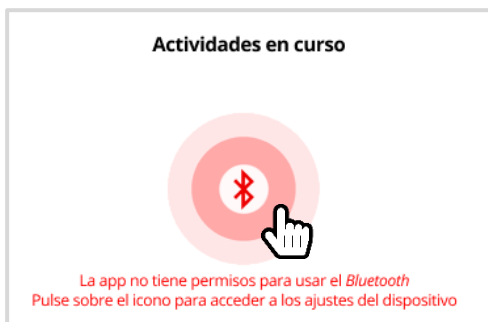 Actividades en curso
La app no tiene permisos para usar el Bluetooth
Pulse sobre el icono para acceder a los ajustes del dispositivo